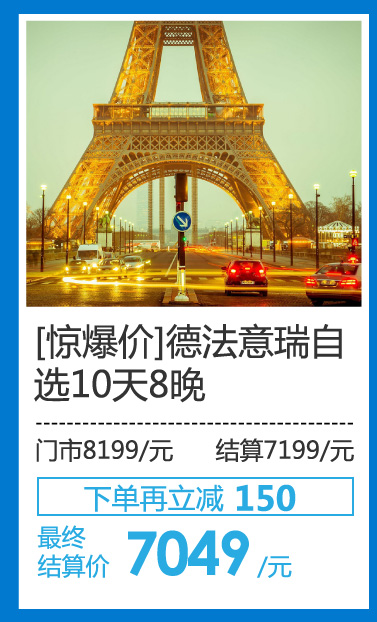 [惊爆价]德法意瑞自
选10天8晚
门市8199/元 结算7199/元
下单再立减 150
最终
结算价 7049 /元